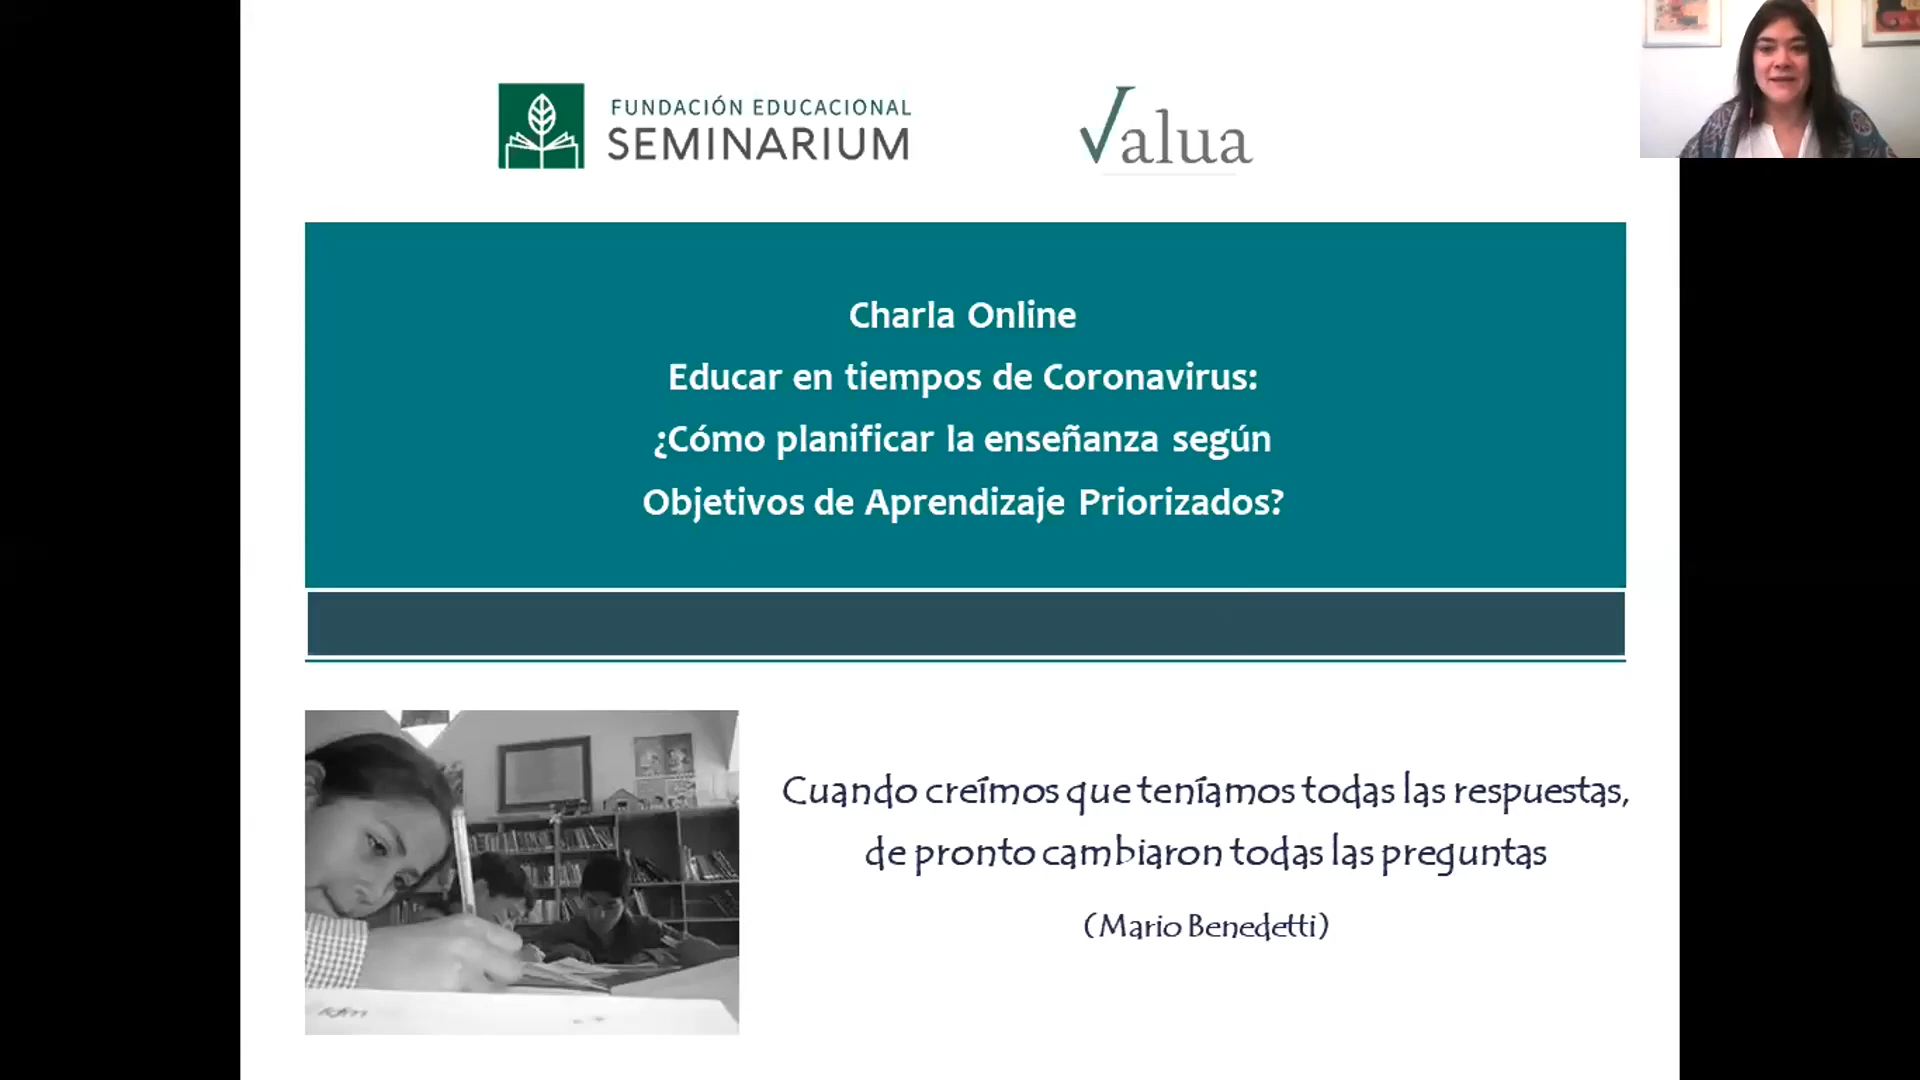 FUNDACIÓN EDUCACIONAL
SEMINARIUM
Valua
Charla Online
Educar en tiempos de Coronavirus:
¿Cómo planificar la enseñanza según
Objetivos de Aprendizaje Priorizados?
Cuando creímos que teníamos todas las respuestas,
de pronto cambiaron todas las preguntas
(Mario Benedetti)